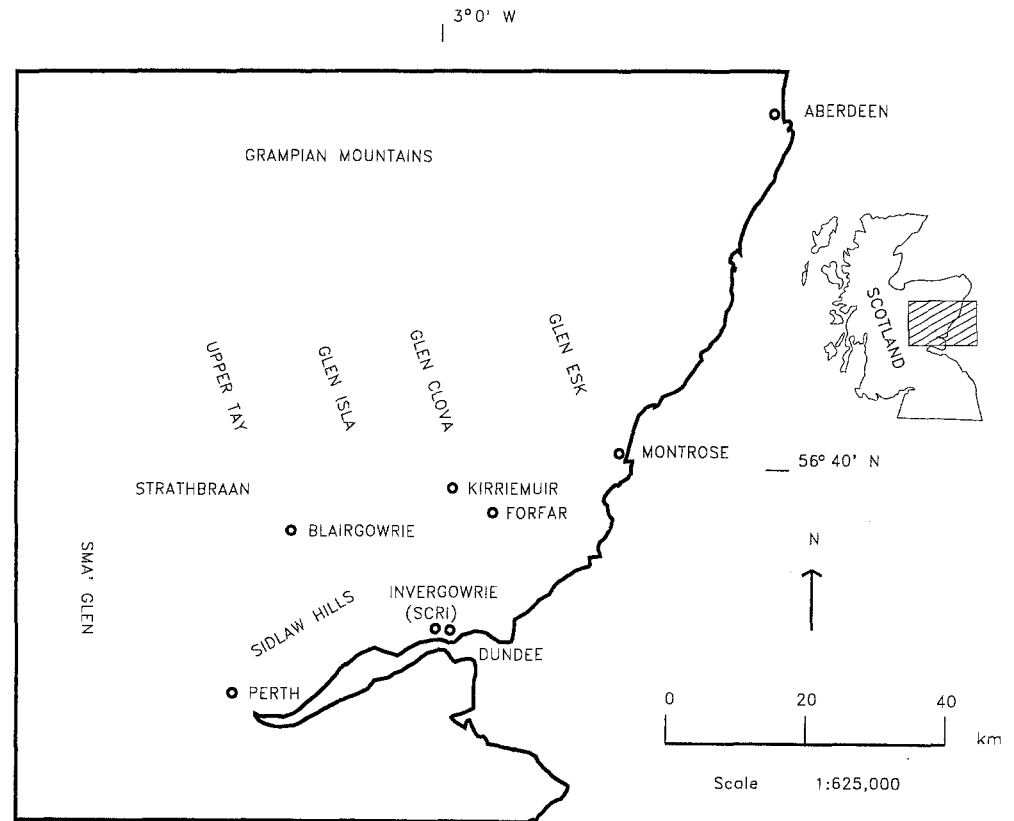 3°0' W
ABERDEEN
GRAMPIAN MOUNTAINS
SCOTLAND
UPPER TAY
GLEN ISLA
GLEN CLOVA
GLEN ESK
MONTROSE
56° 40' N
STRATHBRAAN
KIRRIEMUIR
FORFAR
BLAIRGOWRIE
N
SMA' GLEN
INVERGOWRIE
(SCRI)
SIDLAW HILLS
DUNDEE
PERTH
0 20 40
km
Scale 1:625,000